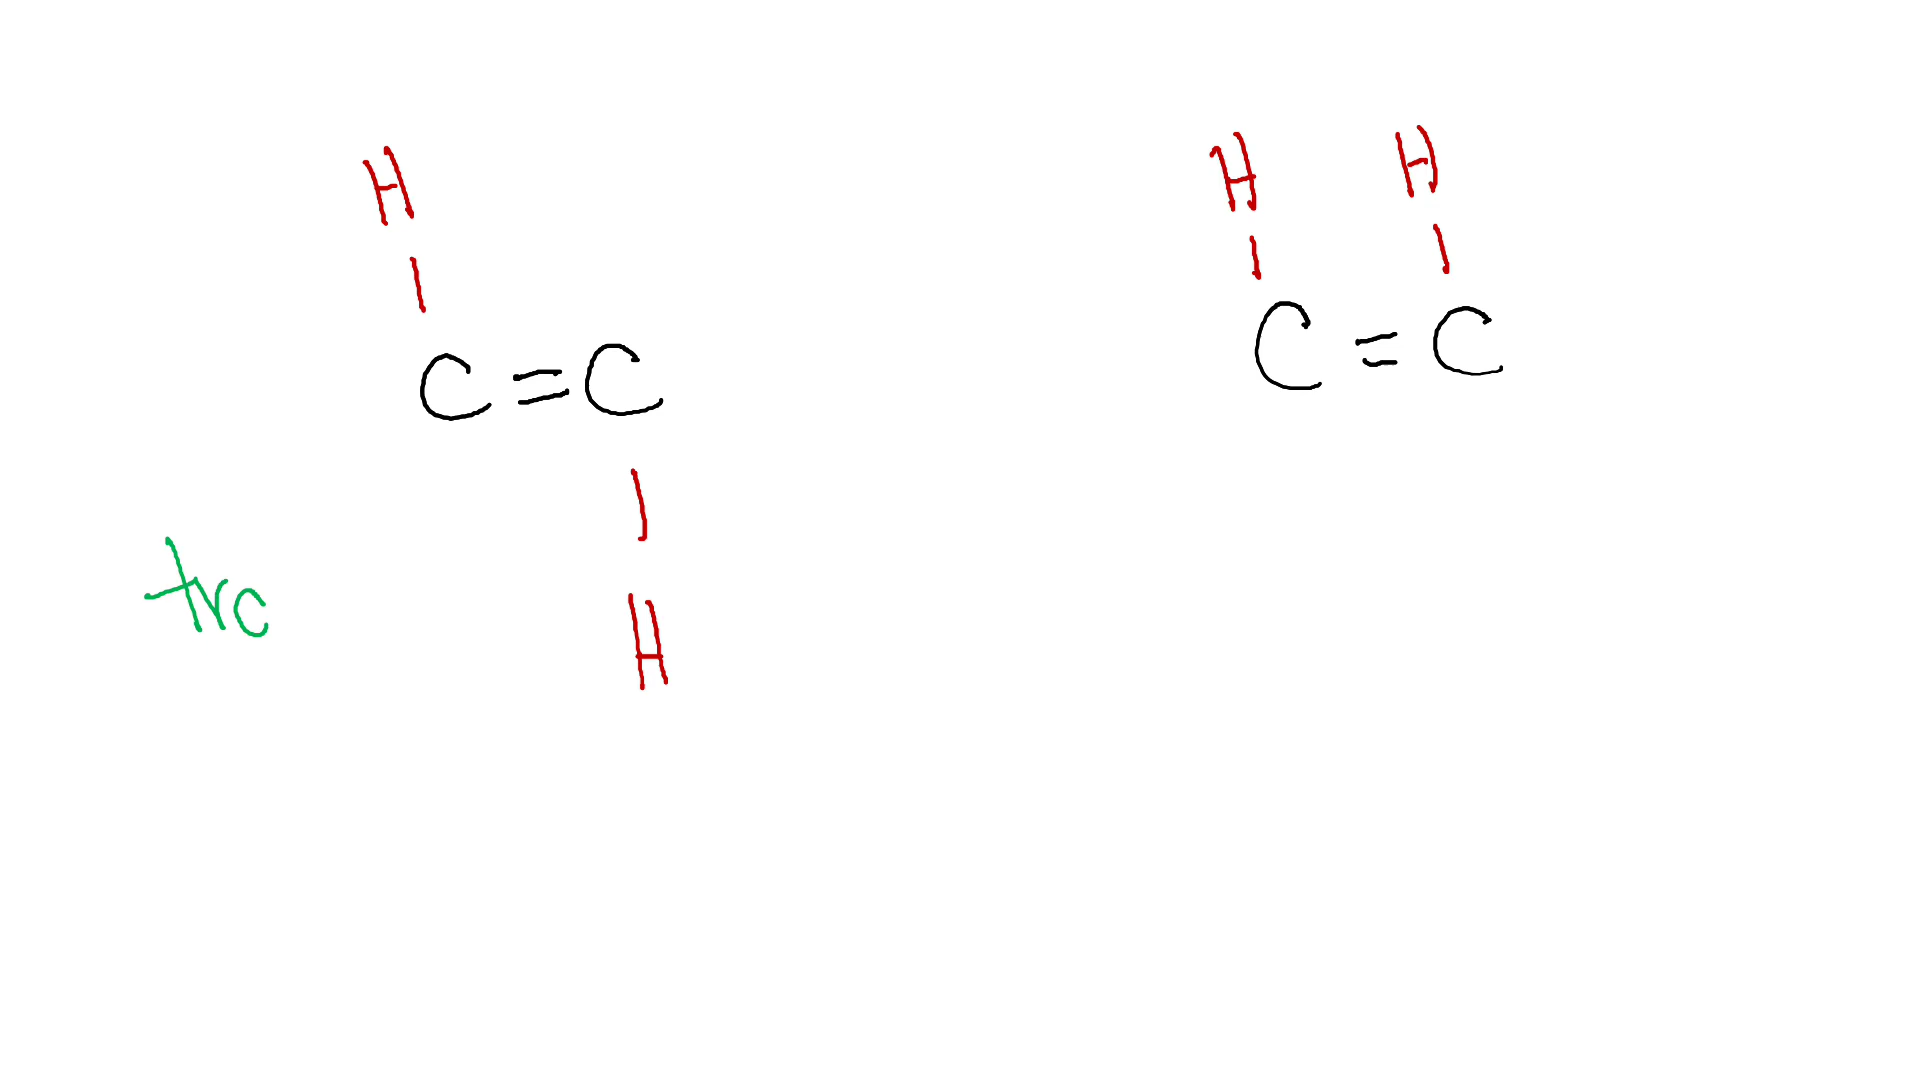 H
H H
C = C
C = C
H
trc